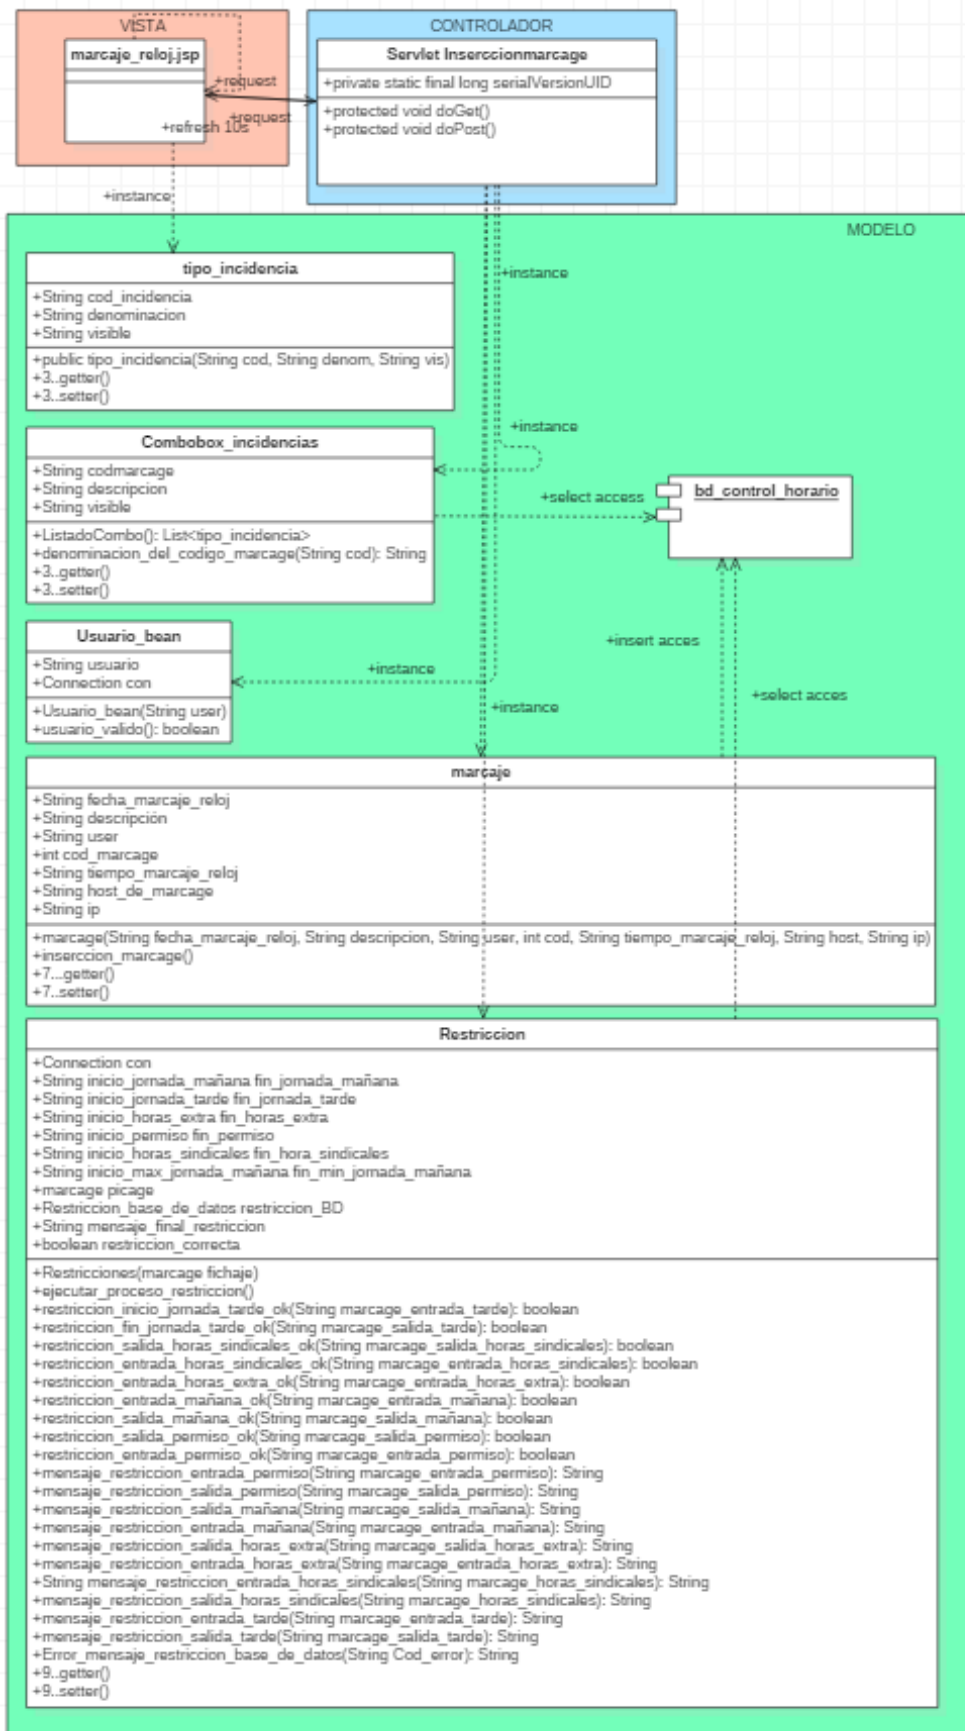 VISTA
marcaje_reloj.jsp
+request
+request
+refresh 10s
CONTROLADOR
Servlet Inserccionmarcage
+private static final long serialVersionUID
+protected void doGet()
+protected void doPost()
+instance
MODELO
tipo_incidencia
+String cod_incidencia
+String denominacion
+String visible
+public tipo_incidencia(String cod, String denom, String vis)
+3..getter()
+3..setter()
+instance
+instance
Combobox_incidencias
+String codmarcage
+String descripcion
+String visible
+ListadoCombo(): List<tipo_incidencia>
+denominacion_del_codigo_marcage(String cod): String
+3..getter()
+3..setter()
+select access
bd_control_horario
Usuario_bean
+String usuario
+Connection con
+Usuario_bean(String user)
+usuario_valido(): boolean
+instance
+instance
+insert acces
+select acces
marcaje
+String fecha_marcaje_reloj
+String descripción
+String user
+int cod_marcage
+String tiempo_marcaje_reloj
+String host_de_marcage
+String ip
+marcage(String fecha_marcaje_reloj, String descripcion, String user, int cod, String tiempo_marcaje_reloj, String host, String ip)
+inserccion_marcage()
+7...getter()
+7..setter()
Restriccion
+Connection con
+String inicio_jornada_mañana fin_jornada_mañana
+String inicio_jornada_tarde fin_jornada_tarde
+String inicio_horas_extra fin_horas_extra
+String inicio_permiso fin_permiso
+String inicio_horas_sindicales fin_hora_sindicales
+String inicio_max_jornada_mañana fin_min_jornada_mañana
+marcage picage
+Restriccion_base_de_datos restriccion_BD
+String mensaje_final_restriccion
+boolean restriccion_correcta
+Restricciones(marcage fichaje)
+ejecutar_proceso_restriccion()
+restriccion_inicio_jornada_tarde_ok(String marcage_entrada_tarde): boolean
+restriccion_fin_jornada_tarde_ok(String marcage_salida_tarde): boolean
+restriccion_salida_horas_sindicales_ok(String marcage_salida_horas_sindicales): boolean
+restriccion_entrada_horas_sindicales_ok(String marcage_entrada_horas_sindicales): boolean
+restriccion_entrada_horas_extra_ok(String marcage_entrada_horas_extra): boolean
+restriccion_entrada_mañana_ok(String marcage_entrada_mañana): boolean
+restriccion_salida_mañana_ok(String marcage_salida_mañana): boolean
+restriccion_salida_permiso_ok(String marcage_salida_permiso): boolean
+restriccion_entrada_permiso_ok(String marcage_entrada_permiso): boolean
+mensaje_restriccion_entrada_permiso(String marcage_entrada_permiso): String
+mensaje_restriccion_salida_permiso(String marcage_salida_permiso): String
+mensaje_restriccion_salida_mañana(String marcage_salida_mañana): String
+mensaje_restriccion_entrada_mañana(String marcage_entrada_mañana): String
+mensaje_restriccion_salida_horas_extra(String marcage_salida_horas_extra): String
+mensaje_restriccion_entrada_horas_extra(String marcage_entrada_horas_extra): String
+String mensaje_restriccion_entrada_horas_sindicales(String marcage_horas_sindicales): String
+mensaje_restriccion_salida_horas_sindicales(String marcage_horas_sindicales): String
+mensaje_restriccion_entrada_tarde(String marcage_entrada_tarde): String
+mensaje_restriccion_salida_tarde(String marcage_salida_tarde): String
+Error_mensaje_restriccion_base_de_datos(String Cod_error): String
+9..getter()
+9..setter()